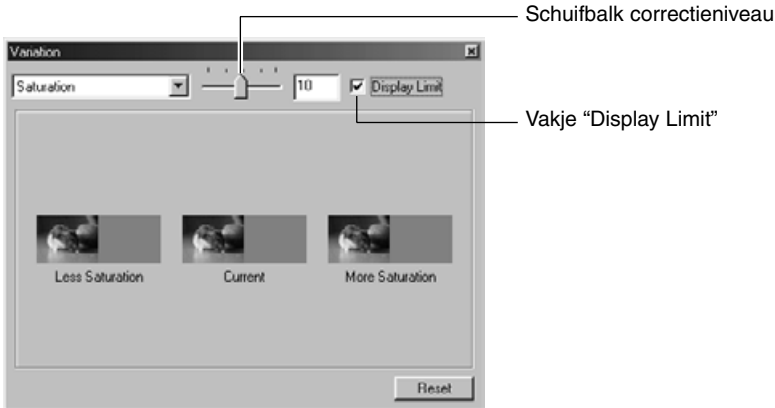 Schuifbalk correctieniveau
Variation
Saturation 10 Display Limit
Vakje “Display Limit”
Less Saturation Current More Saturation
Reset